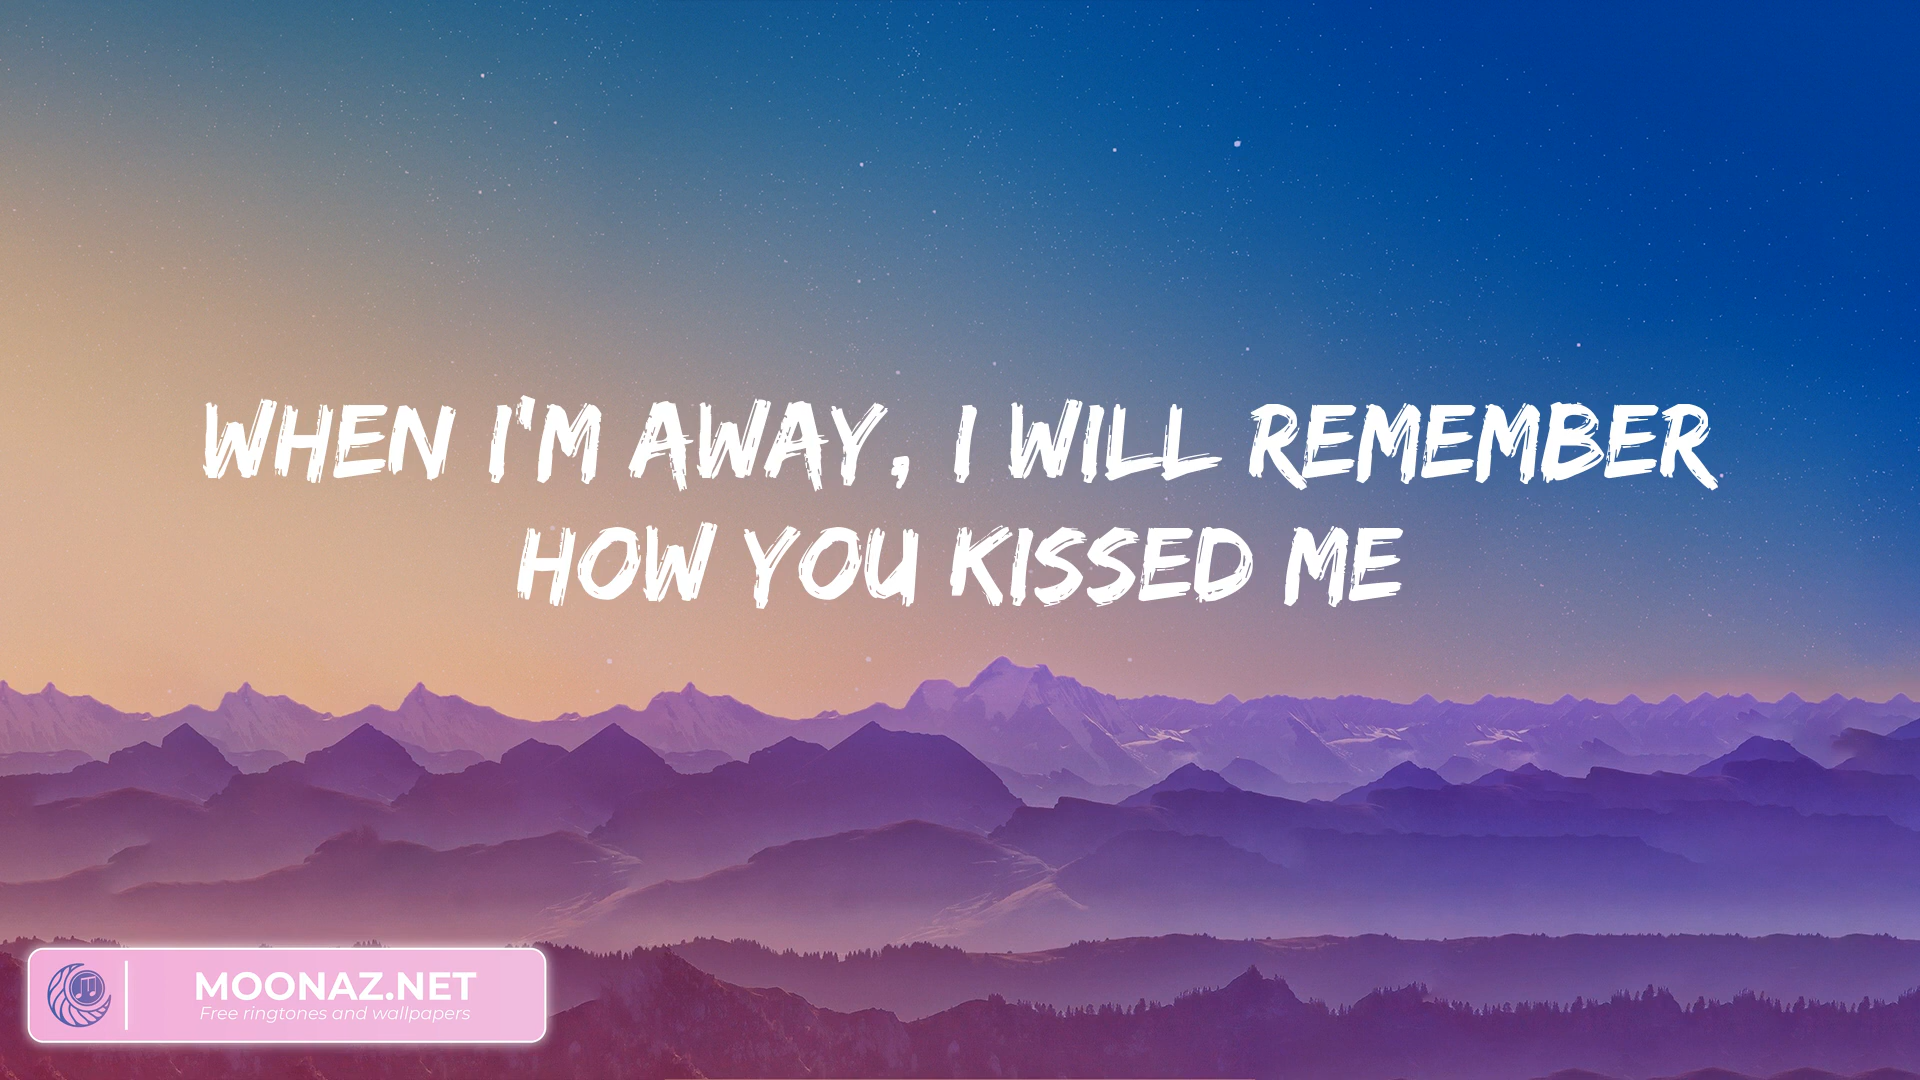 WHEN I'M AWAY, I WILL REMEMBER
HOW YOU KISSED ME
MOONAZ.NET
Free ringtones and wallpapers